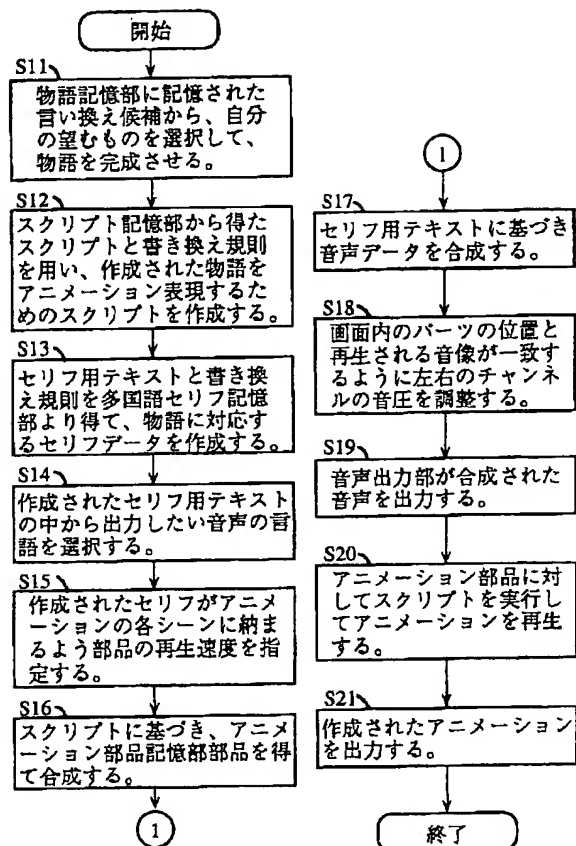 開始
S11
物語記憶部に記憶された
言い換え候補から、自分
の望むものを選択して、
物語を完成させる。
S12
スクリプト記憶部から得た
スクリプトと書き換え規則
を用い、作成された物語を
アニメーション表現するた
めのスクリプトを作成する。
S13
セリフ用テキストと書き換
え規則を多国語セリフ記憶
部より得て、物語に対応す
るセリフデータを作成する。
S14
作成されたセリフ用テキスト
の中から出力したい音声の言
語を選択する。
S15
作成されたセリフがアニメ
ーションの各シーンに納まる
よう部品の再生速度を指
定する。
S16
スクリプトに基づき、アニメ
ーション部品記憶部部品を得
て合成する。
1
1
S17
セリフ用テキストに基づき
音声データを合成する。
S18
画面内のパーツの位置と
再生される音像が一致す
るように左右のチャンネ
ルの音圧を調整する。
S19
音声出力部が合成された
音声を出力する。
S20
アニメーション部品に対
してスクリプトを実行し
てアニメーションを再生
する。
S21
作成されたアニメーション
を出力する。
終了